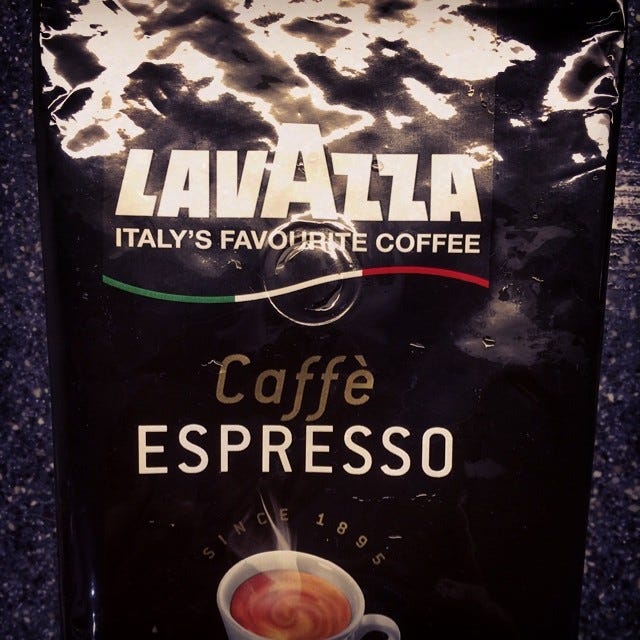 LAVAZZA
ITALY'S FAVOURITE COFFEE
Caffè
ESPRESSO
SINCE 1895